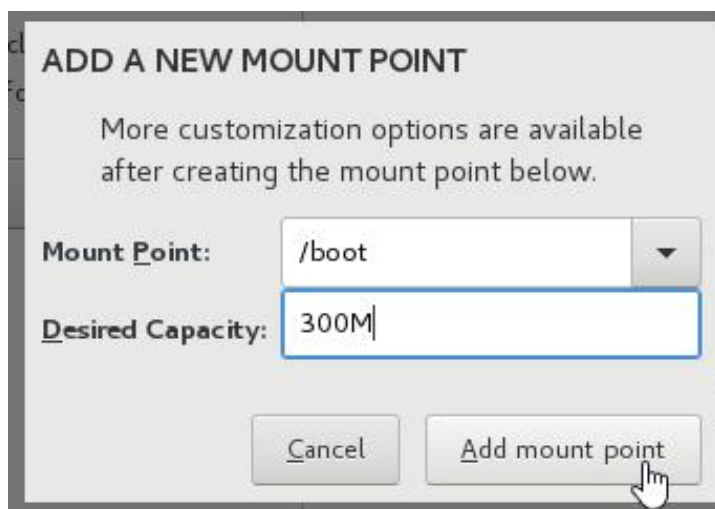 ADD A NEW MOUNT POINT
More customization options are available
after creating the mount point below.
Mount Point: /boot
Desired Capacity: 300M
Cancel Add mount point